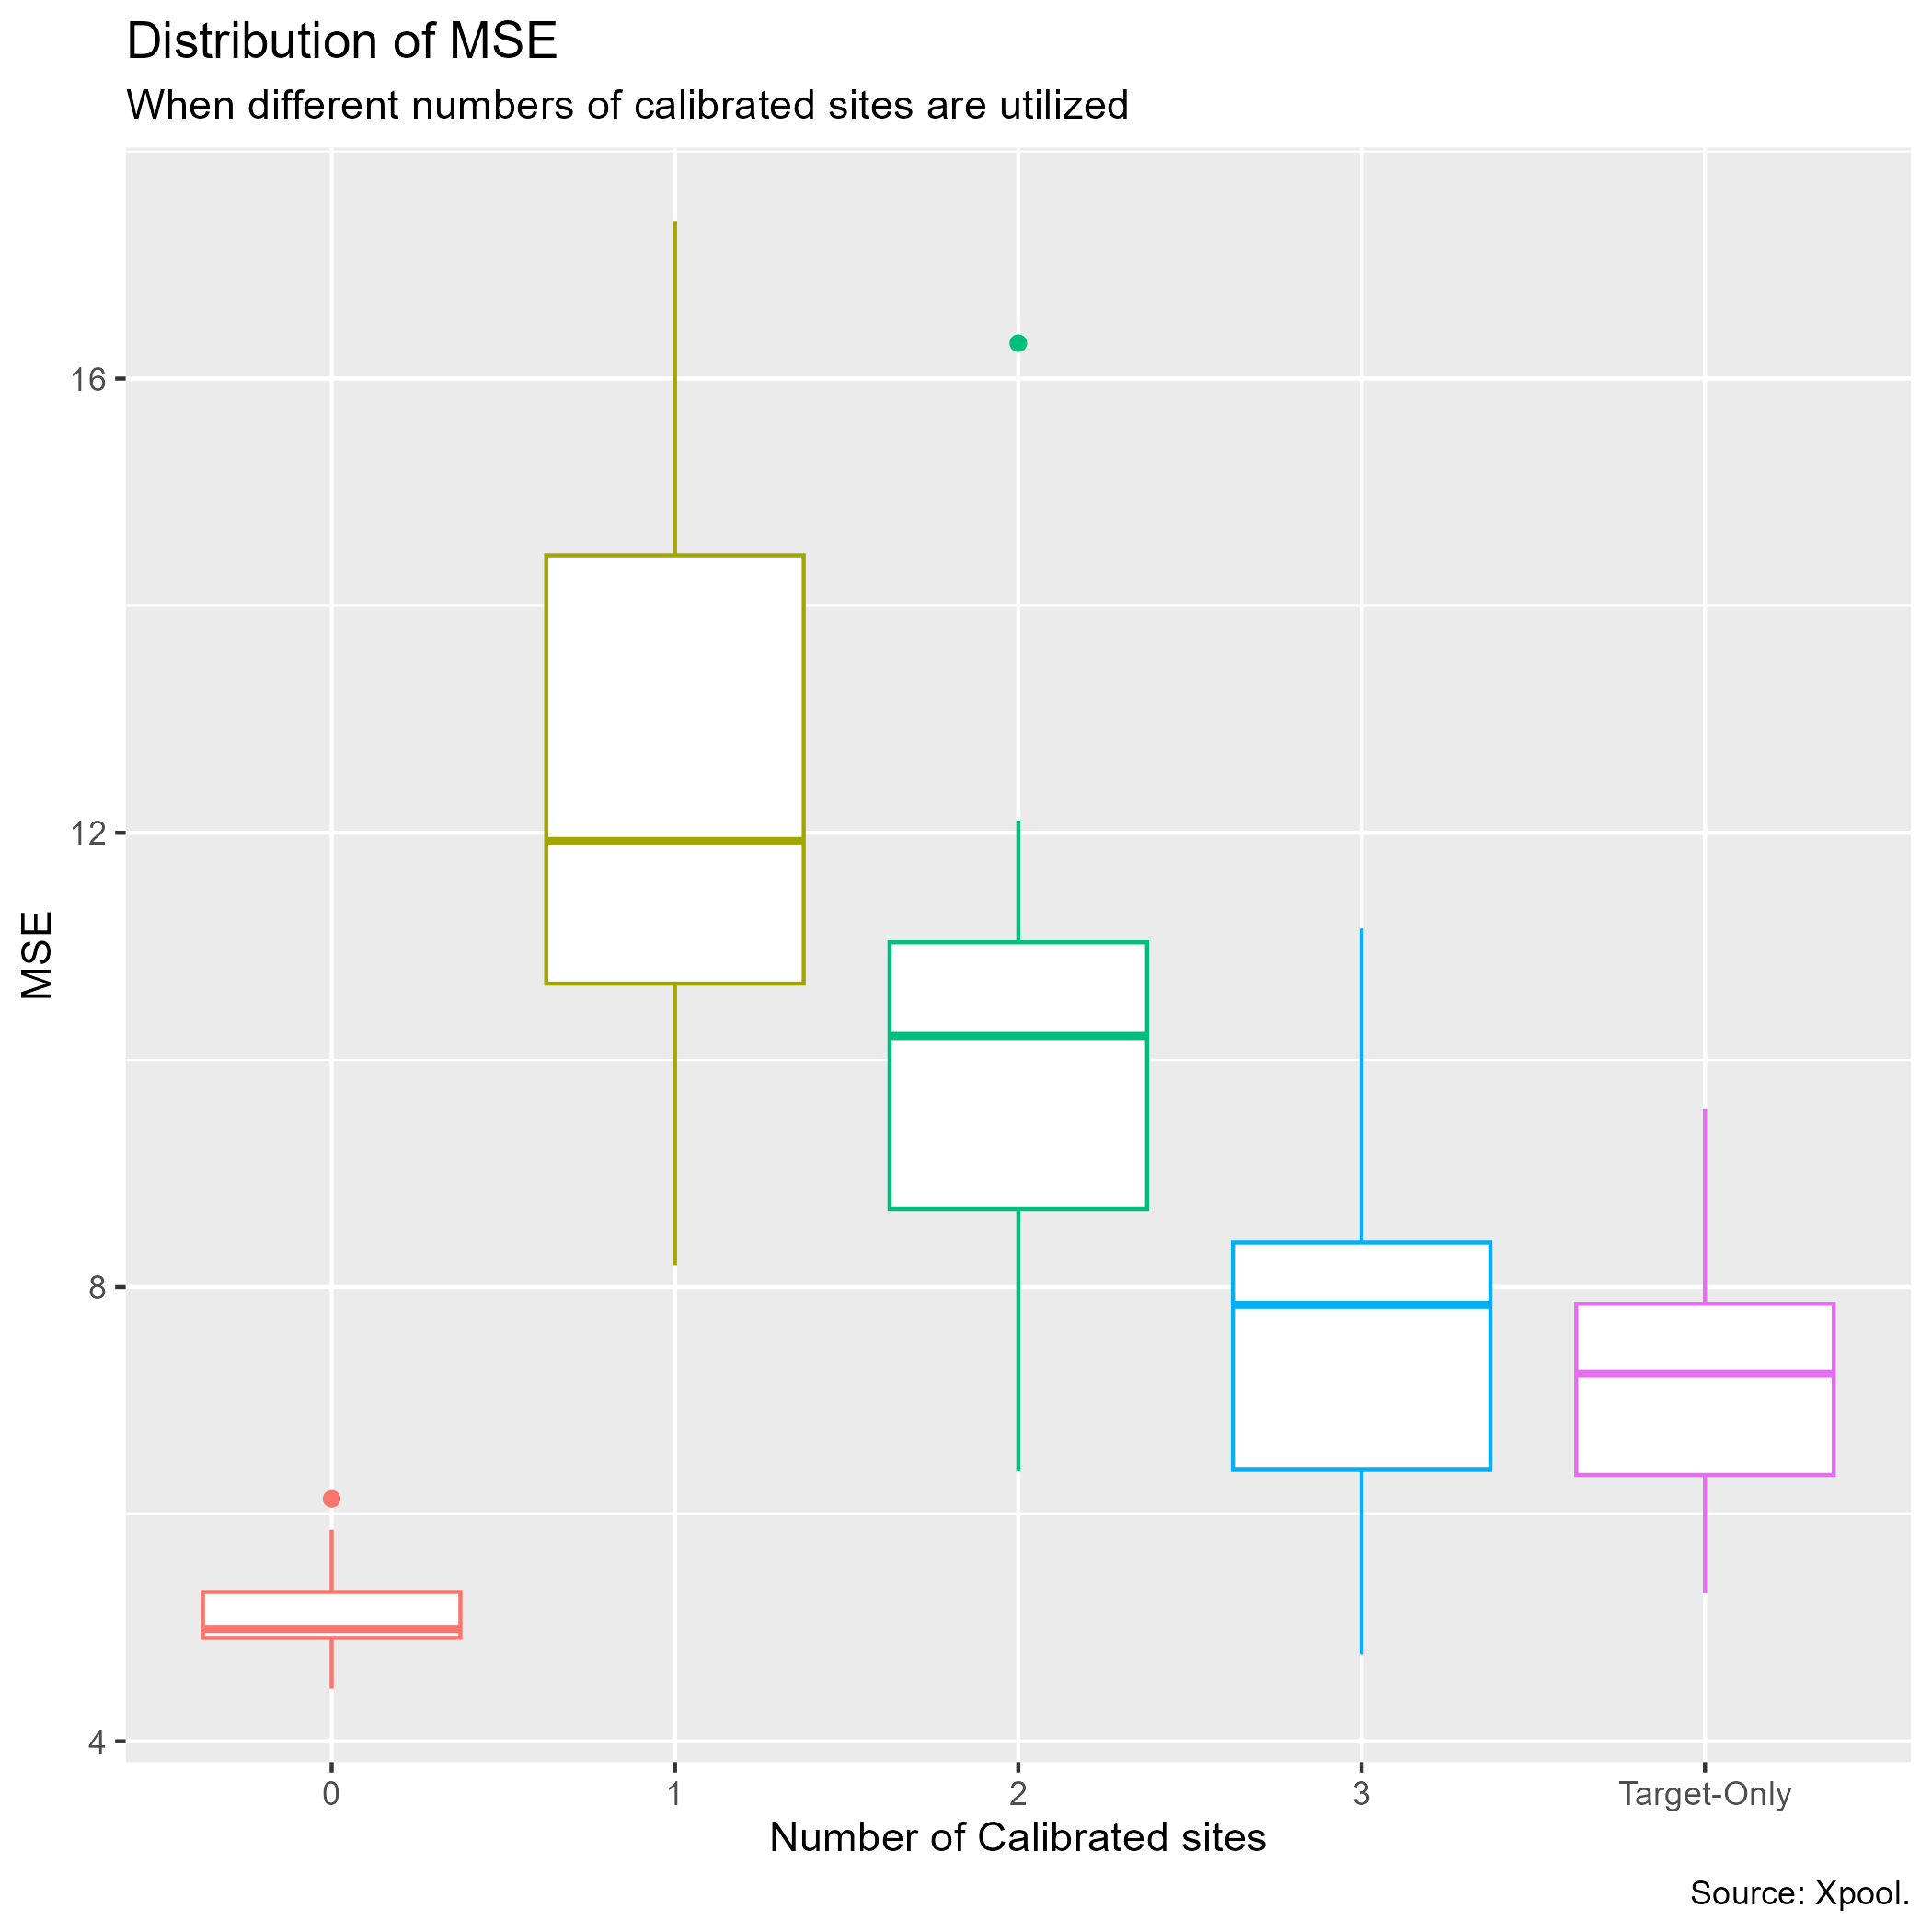 Distribution of MSE
When different numbers of calibrated sites are utilized
MSE
16
12
8
4
0 1 2 3 Target-Only
Number of Calibrated sites
Source: Xpool.